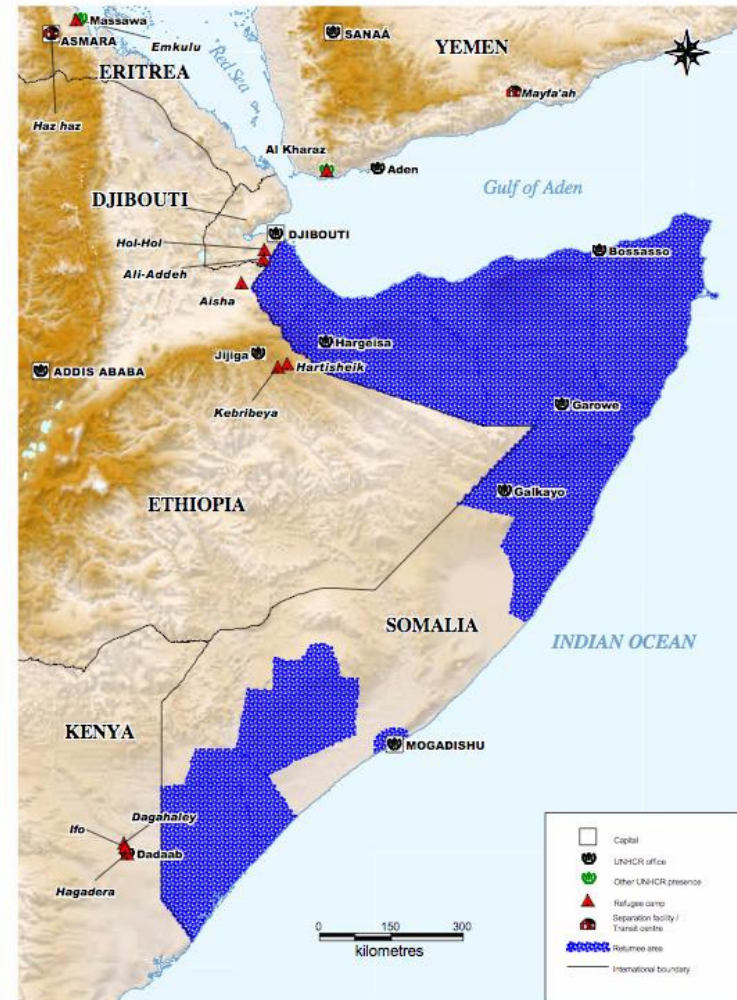 Massawa
SANAÁ
YEMEN
ASMARA
Emkulu
Red Sea
ERITREA
Mayfa'ah
Haz haz
Al Kharaz
Aden
Gulf of Aden
DJIBOUTI
DJIBOUTI
Hol-Hol
Bossasso
Ali-Addeh
Aisha
Hargeisa
Jijiga
Hartisheik
ADDIS ABABA
Kebribeya
Garowe
Galkayo
ETHIOPIA
SOMALIA
INDIAN OCEAN
KENYA
MOGADISHU
Dagahaley
Ifo
Dadaab
Hagadera
0 150 300
kilometres
Capital
UNHCR office
Other UNHCR presence
Refugee camp
Separation facility /
Transit centre
Returnee area
International boundary